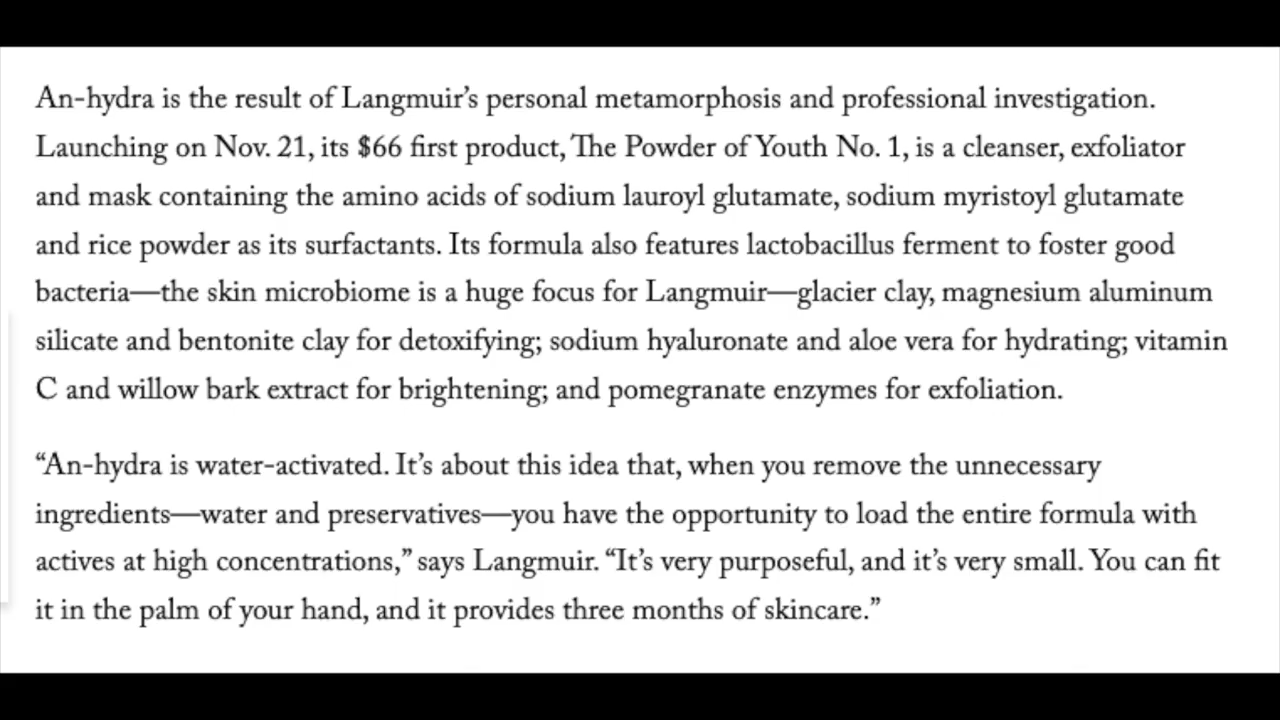 An-hydra is the result of Langmuir’s personal metamorphosis and professional investigation.
Launching on Nov. 21, its $66 first product, The Powder of Youth No. 1, is a cleanser, exfoliator
and mask containing the amino acids of sodium lauroyl glutamate, sodium myristoyl glutamate
and rice powder as its surfactants. Its formula also features lactobacillus ferment to foster good
bacteria—the skin microbiome is a huge focus for Langmuir—glacier clay, magnesium aluminum
silicate and bentonite clay for detoxifying; sodium hyaluronate and aloe vera for hydrating; vitamin
C and willow bark extract for brightening; and pomegranate enzymes for exfoliation.
“An-hydra is water-activated. It’s about this idea that, when you remove the unnecessary
ingredients—water and preservatives—you have the opportunity to load the entire formula with
actives at high concentrations,” says Langmuir. “It’s very purposeful, and it’s very small. You can fit
it in the palm of your hand, and it provides three months of skincare.”